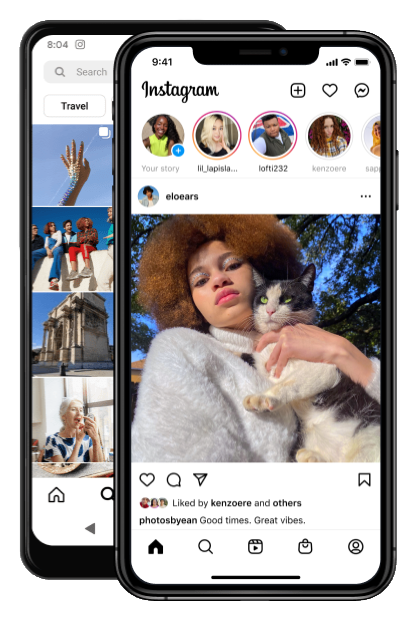 8:04
Search
Travel
9:41
Instagram
Your story
lil_lapisla...
lofti232
kenzoere
sapp
eloears
Liked by kenzoere and others
photosbyean Good times. Great vibes.